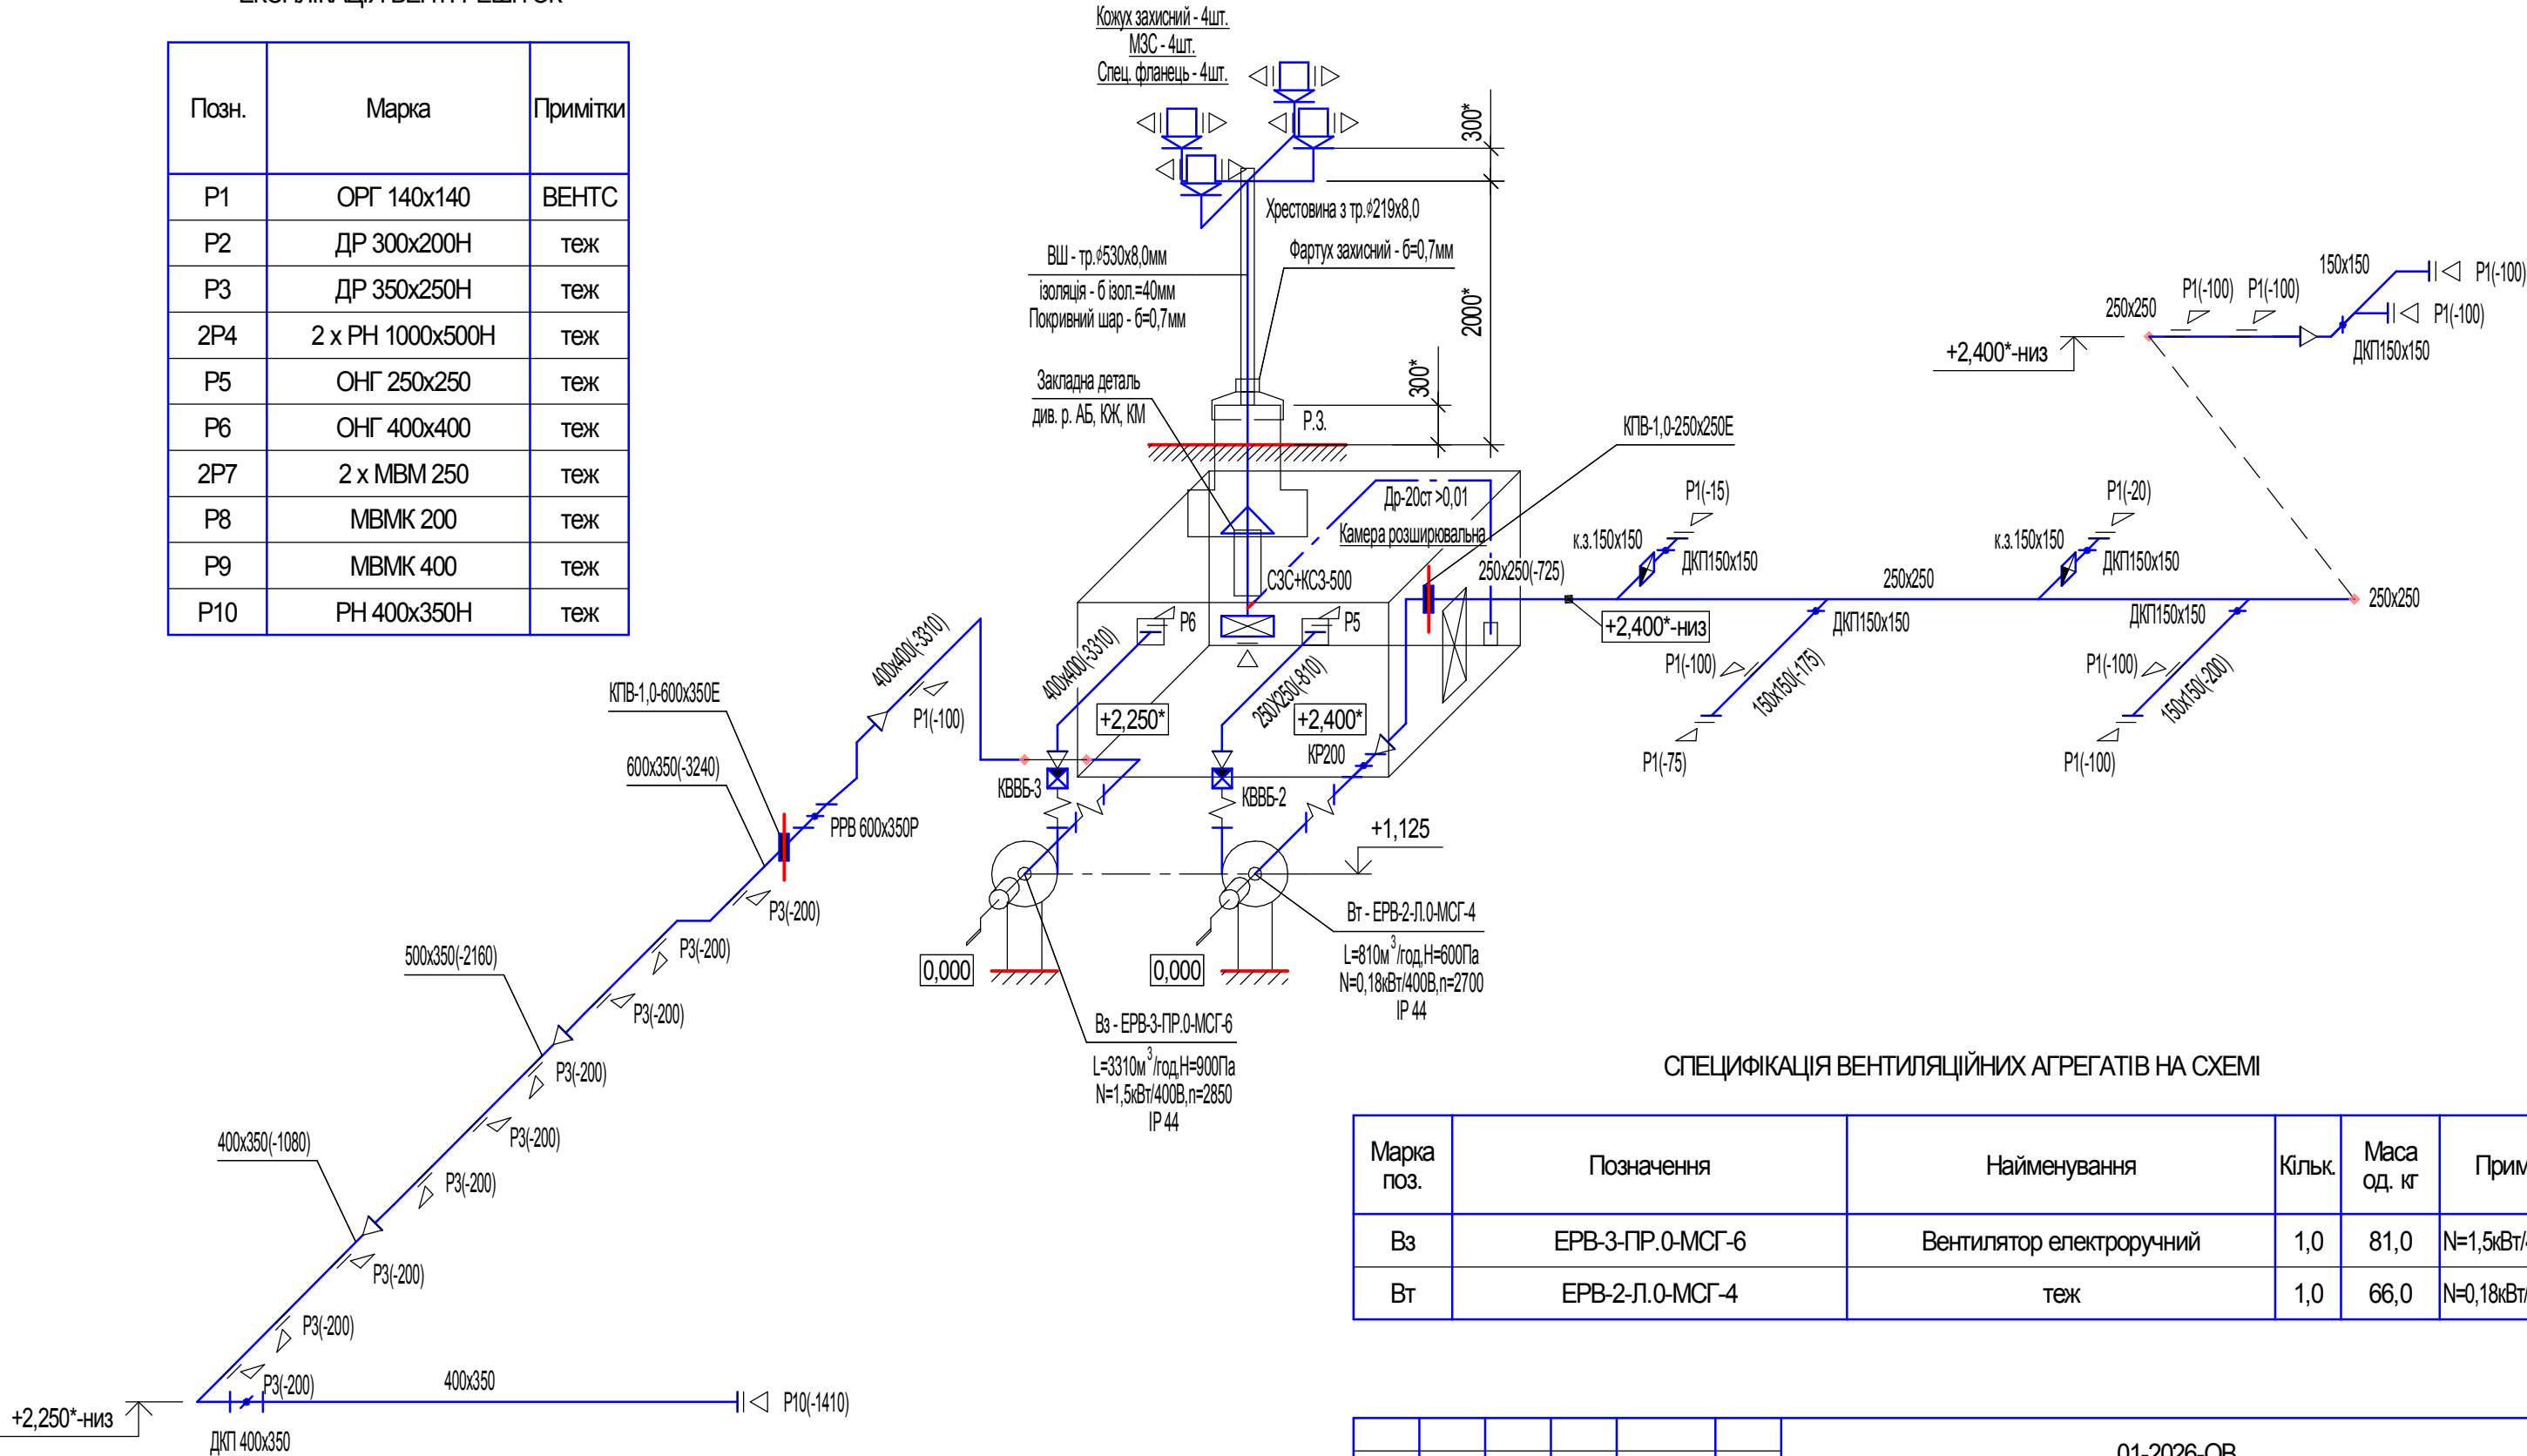 Позн. Марка Примітки
Р1 ОРГ 140х140 ВЕНТС
Р2 ДР 300х200Н теж
Р3 ДР 350х250Н теж
2Р4 2 х РН 1000х500Н теж
Р5 ОНГ 250х250 теж
Р6 ОНГ 400х400 теж
2Р7 2 х МВМ 250 теж
Р8 МВМК 200 теж
Р9 МВМК 400 теж
Р10 РН 400х350Н теж
Кожух захисний - 4шт.
МЗС - 4шт.
Спец. фланець - 4шт.
300*
Хрестовина з тр.ϕ219х8,0
ВШ - тр.ϕ530х8,0мм
ізоляція - б ізол.=40мм
Покривний шар - б=0,7мм
Фартух захисний - б=0,7мм
2000*
Закладна деталь
див. р. АБ, КЖ, КМ
300*
Р.З.
КПВ-1,0-250х250Е
Др-20ст >0,01
Камера розширювальна
СЗС+КСЗ-500
250х250(-725)
+2,400*-низ
Р6
Р5
400х400(-3310)
250Х250(-810)
+2,250*
+2,400*
КР200
КВВБ-3
КВВБ-2
+1,125
400х400(-3310)
Р1(-100)
КПВ-1,0-600х350Е
600х350(-3240)
РРВ 600х350Р
Р3(-200)
Р3(-200)
Р3(-200)
500х350(-2160)
Р3(-200)
Р3(-200)
Р3(-200)
400х350(-1080)
Р3(-200)
Р3(-200)
Р3(-200)
400х350
Р10(-1410)
+2,250*-низ
ДКП 400х350
0,000
0,000
Вз - ЕРВ-3-ПР.0-МСГ-6
L=3310м³/год,Н=900Па
N=1,5кВт/400В,n=2850
IP 44
Вт - ЕРВ-2-Л.0-МСГ-4
L=810м³/год,Н=600Па
N=0,18кВт/400В,n=2700
IP 44
Р1(-15)
к.з.150х150
ДКП150х150
250х250
Р1(-20)
к.з.150х150
ДКП150х150
ДКП150х150
ДКП150х150
250х250
Р1(-100)
150х150(-175)
Р1(-75)
Р1(-100)
150х150(-200)
Р1(-100)
150х150
Р1(-100)
Р1(-100) Р1(-100)
250х250
Р1(-100)
+2,400*-низ
ДКП150х150
СПЕЦИФІКАЦІЯ ВЕНТИЛЯЦІЙНИХ АГРЕГАТІВ НА СХЕМІ
Марка поз. Позначення Найменування Кільк. Маса од. кг Прим
Вз ЕРВ-3-ПР.0-МСГ-6 Вентилятор електроручний 1,0 81,0 N=1,5кВт/
Вт ЕРВ-2-Л.0-МСГ-4 теж 1,0 66,0 N=0,18кВт/
01-2026-ОВ